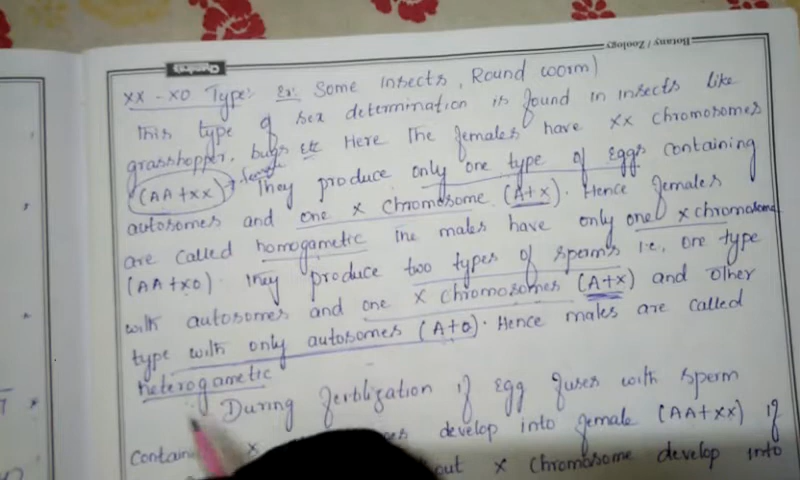 Botany / Zoology
XX - XO Type: Ex: Some insects, Round worm)
This type of sex determination is found in insects like
grasshopper, bugs etc Here The females have XX chromosomes
(AA+XX) → female They produce only one type of Eggs containing
autosomes and one X chromosome (A+X). Hence females
are called homogametic The males have only one X chromosome
(AA+XO) They produce two types of sperms i.e, one type
with autosomes and one X chromosomes (A+X) and other
type with only autosomes (A+O). Hence males are called
heterogametic
During fertilization if Egg fuses with sperm
develop into female (AA+XX) if
X chromosome develop into